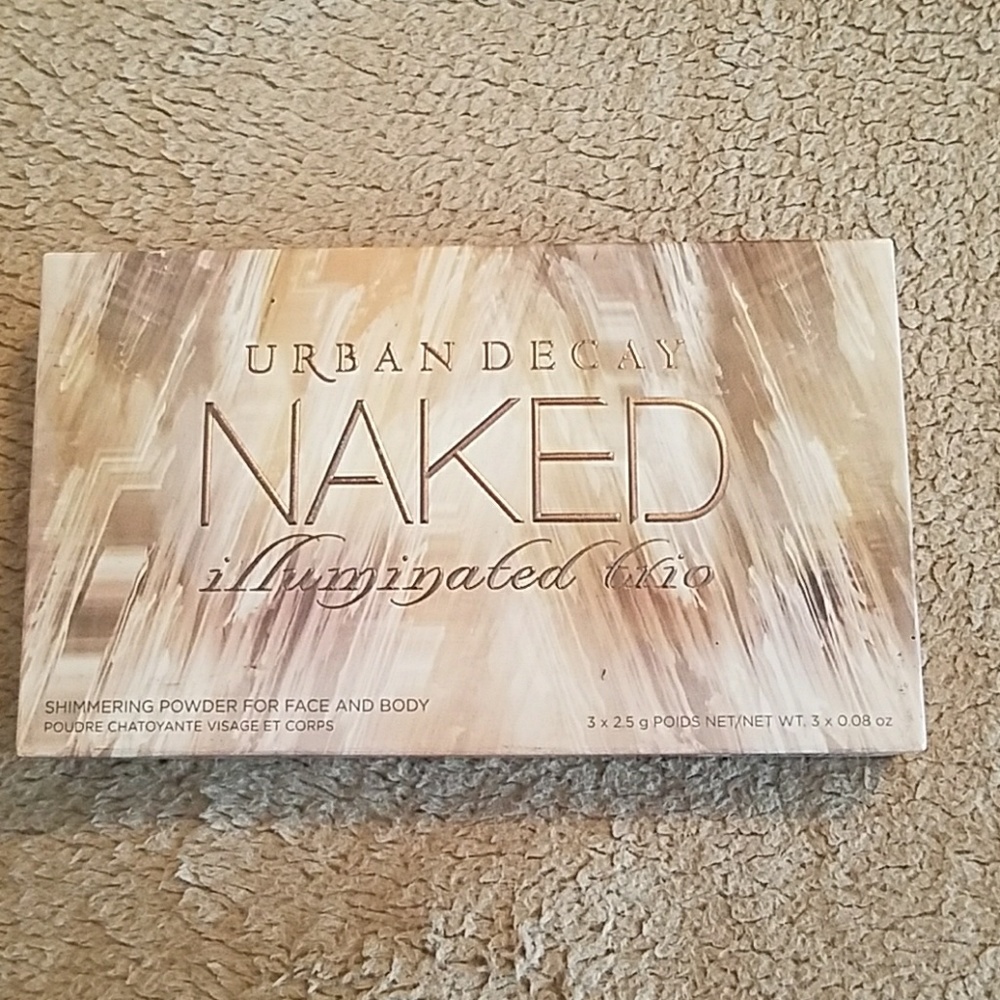 URBAN DECAY
NAKED
illuminated trio
SHIMMERING POWDER FOR FACE AND BODY
POUDRE CHATOYANTE VISAGE ET CORPS
3 x 2.5 g POIDS NET/NET WT. 3 x 0.08 oz